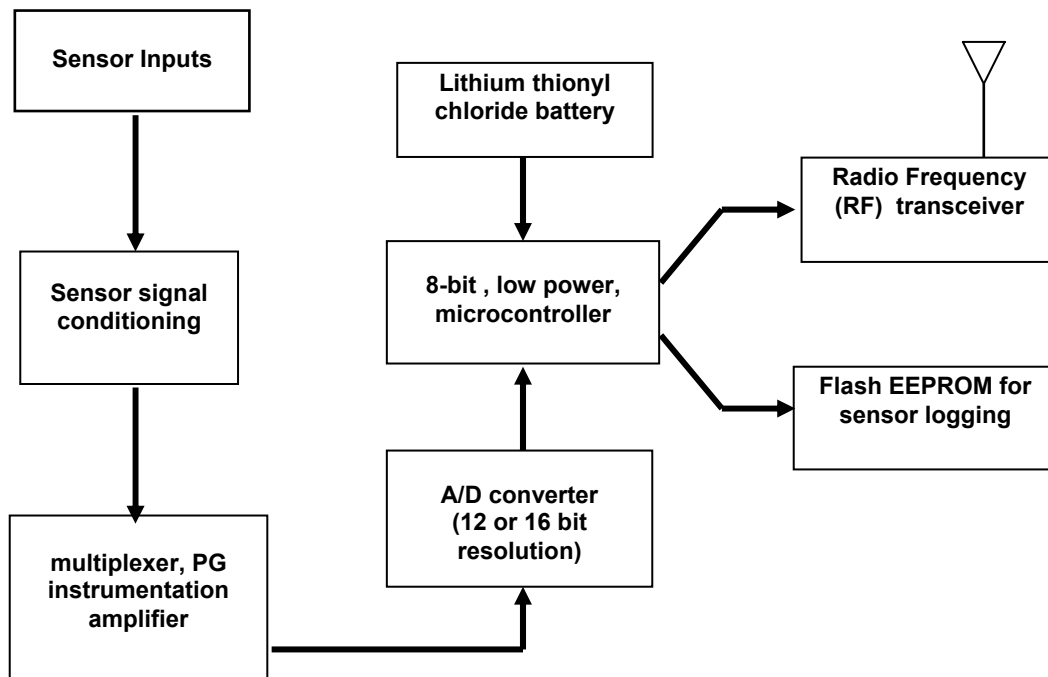 Sensor Inputs
Sensor signal
conditioning
multiplexer, PG
instrumentation
amplifier
Lithium thionyl
chloride battery
8-bit , low power,
microcontroller
A/D converter
(12 or 16 bit
resolution)
Radio Frequency
(RF) transceiver
Flash EEPROM for
sensor logging